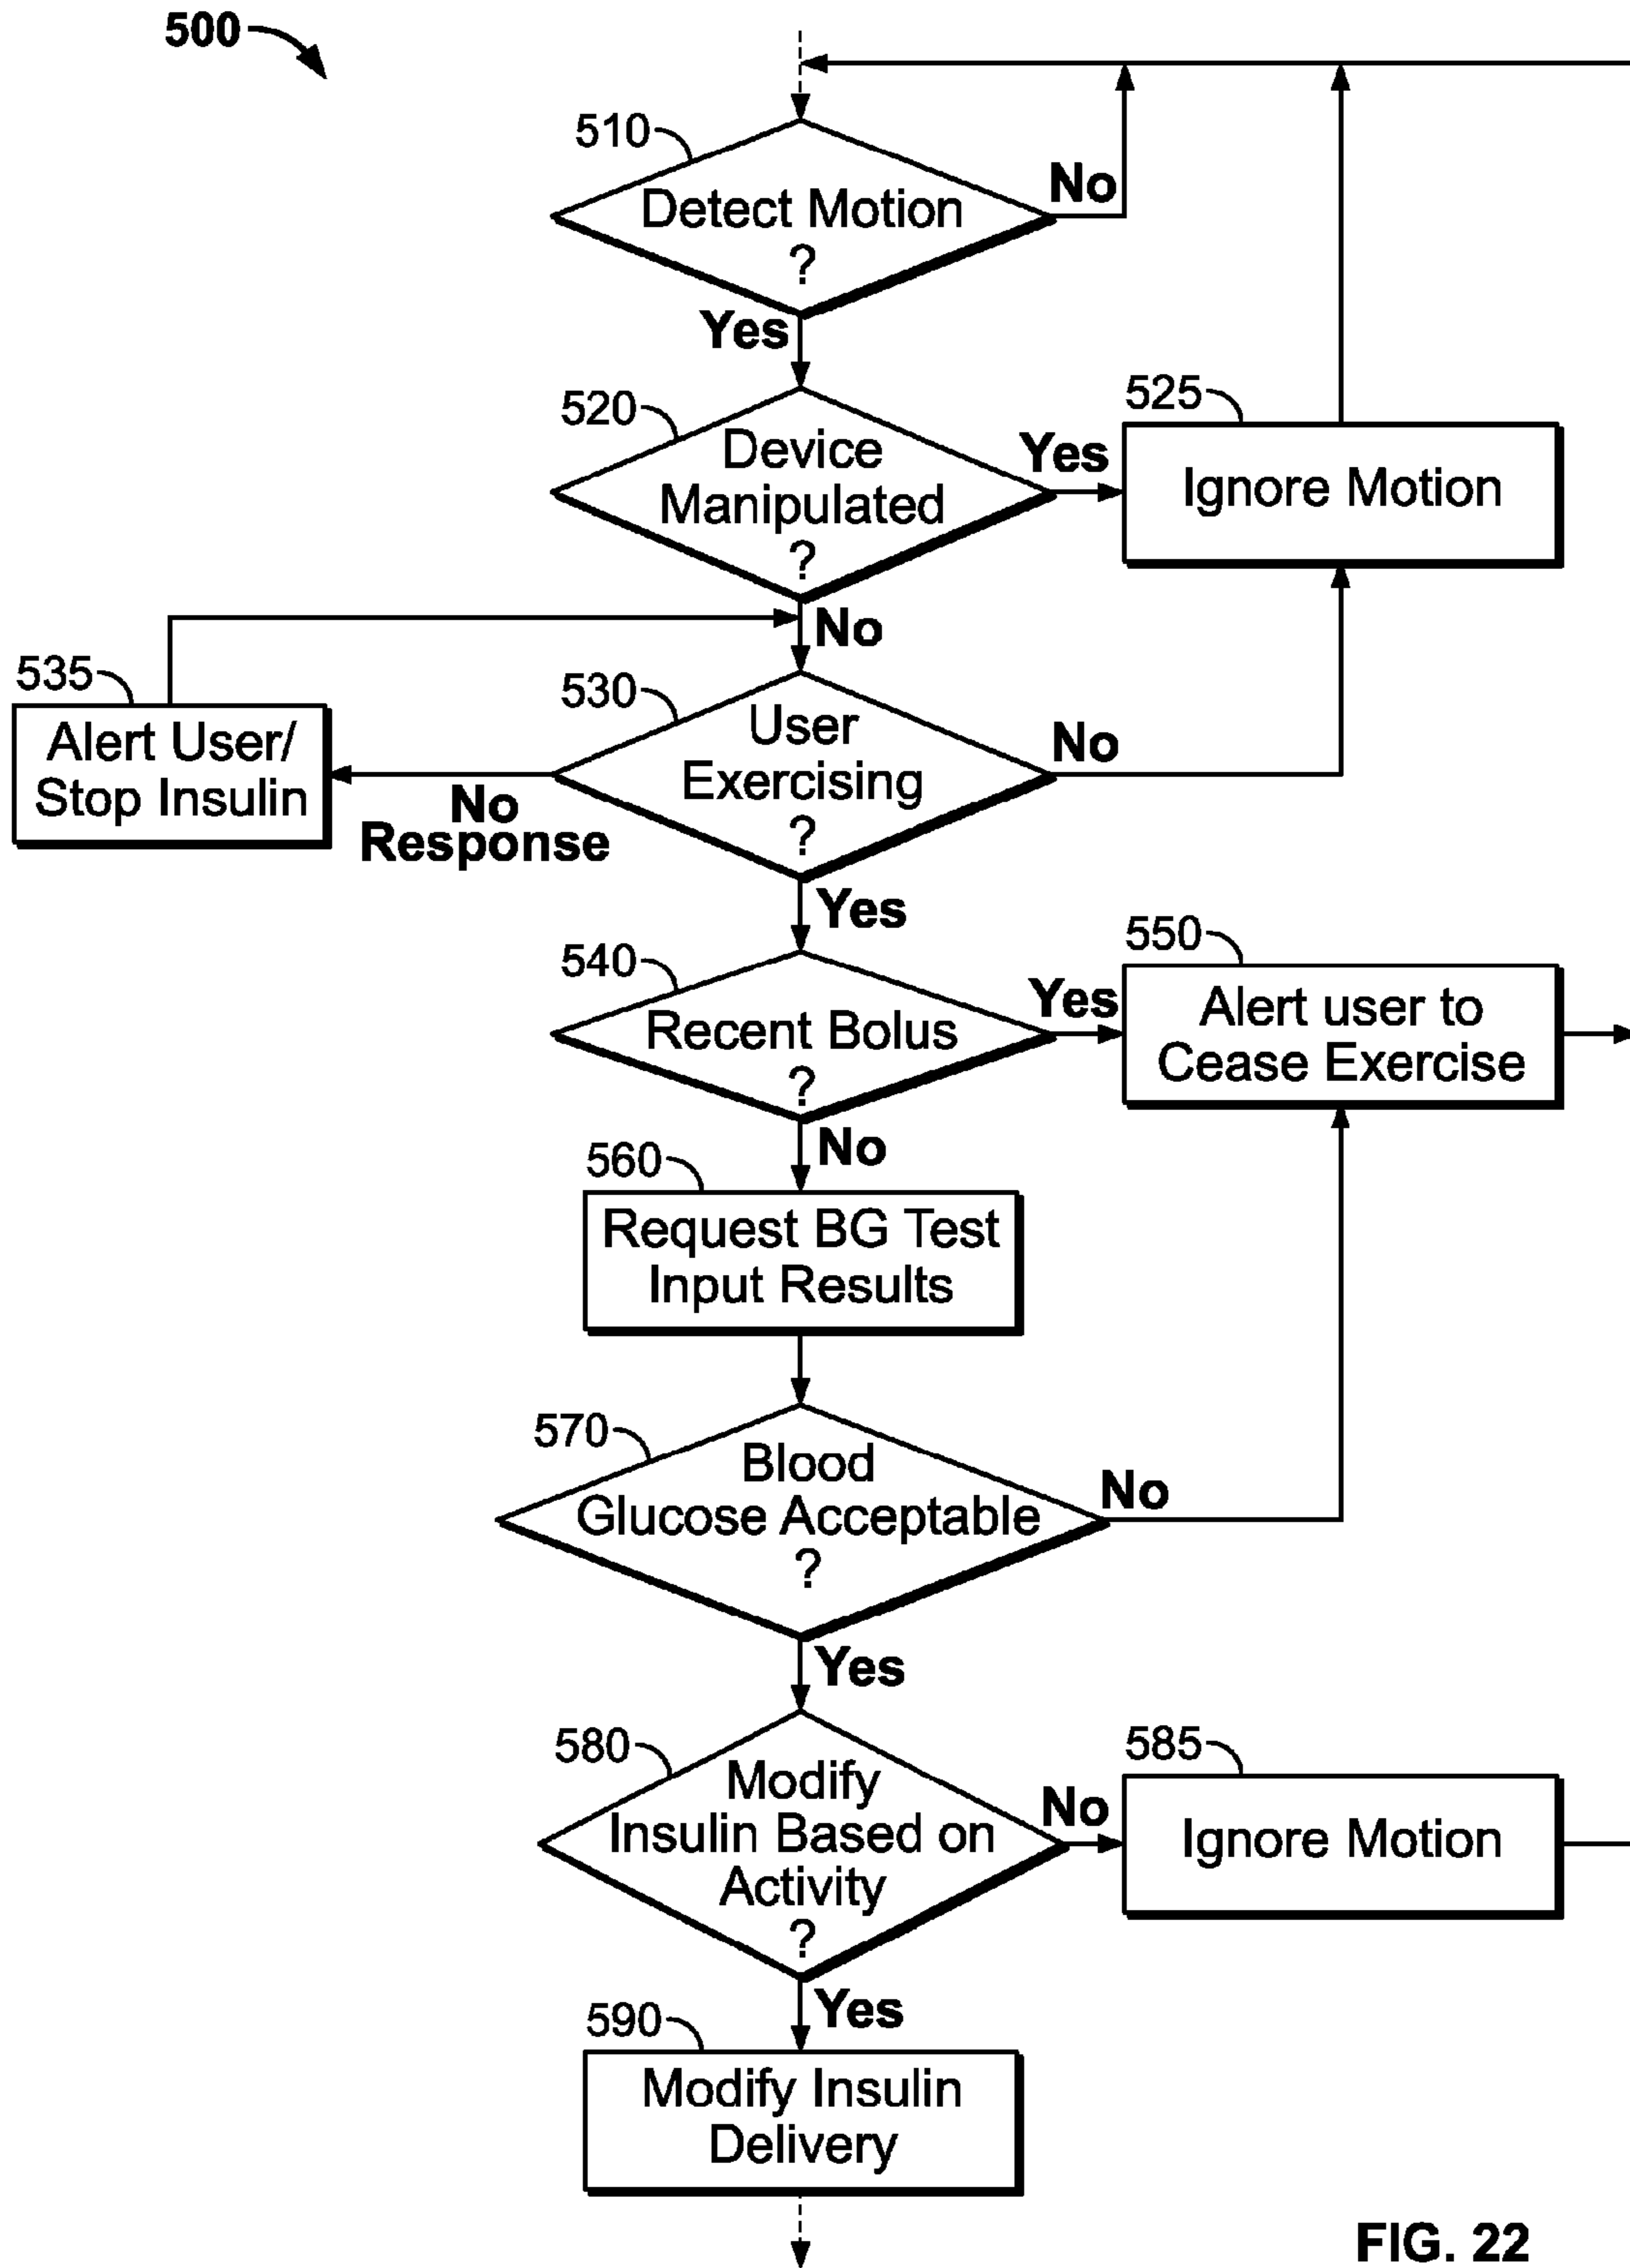 500
510
Detect Motion
?
No
Yes
520
Device
Manipulated
?
Yes
525
Ignore Motion
No
535
Alert User/
Stop Insulin
530
User
Exercising
?
No
No
Response
Yes
540
Recent Bolus
?
Yes
550
Alert user to
Cease Exercise
No
560
Request BG Test
Input Results
570
Blood
Glucose Acceptable
?
No
Yes
580
Modify
Insulin Based on
Activity
?
No
585
Ignore Motion
Yes
590
Modify Insulin
Delivery
FIG. 22